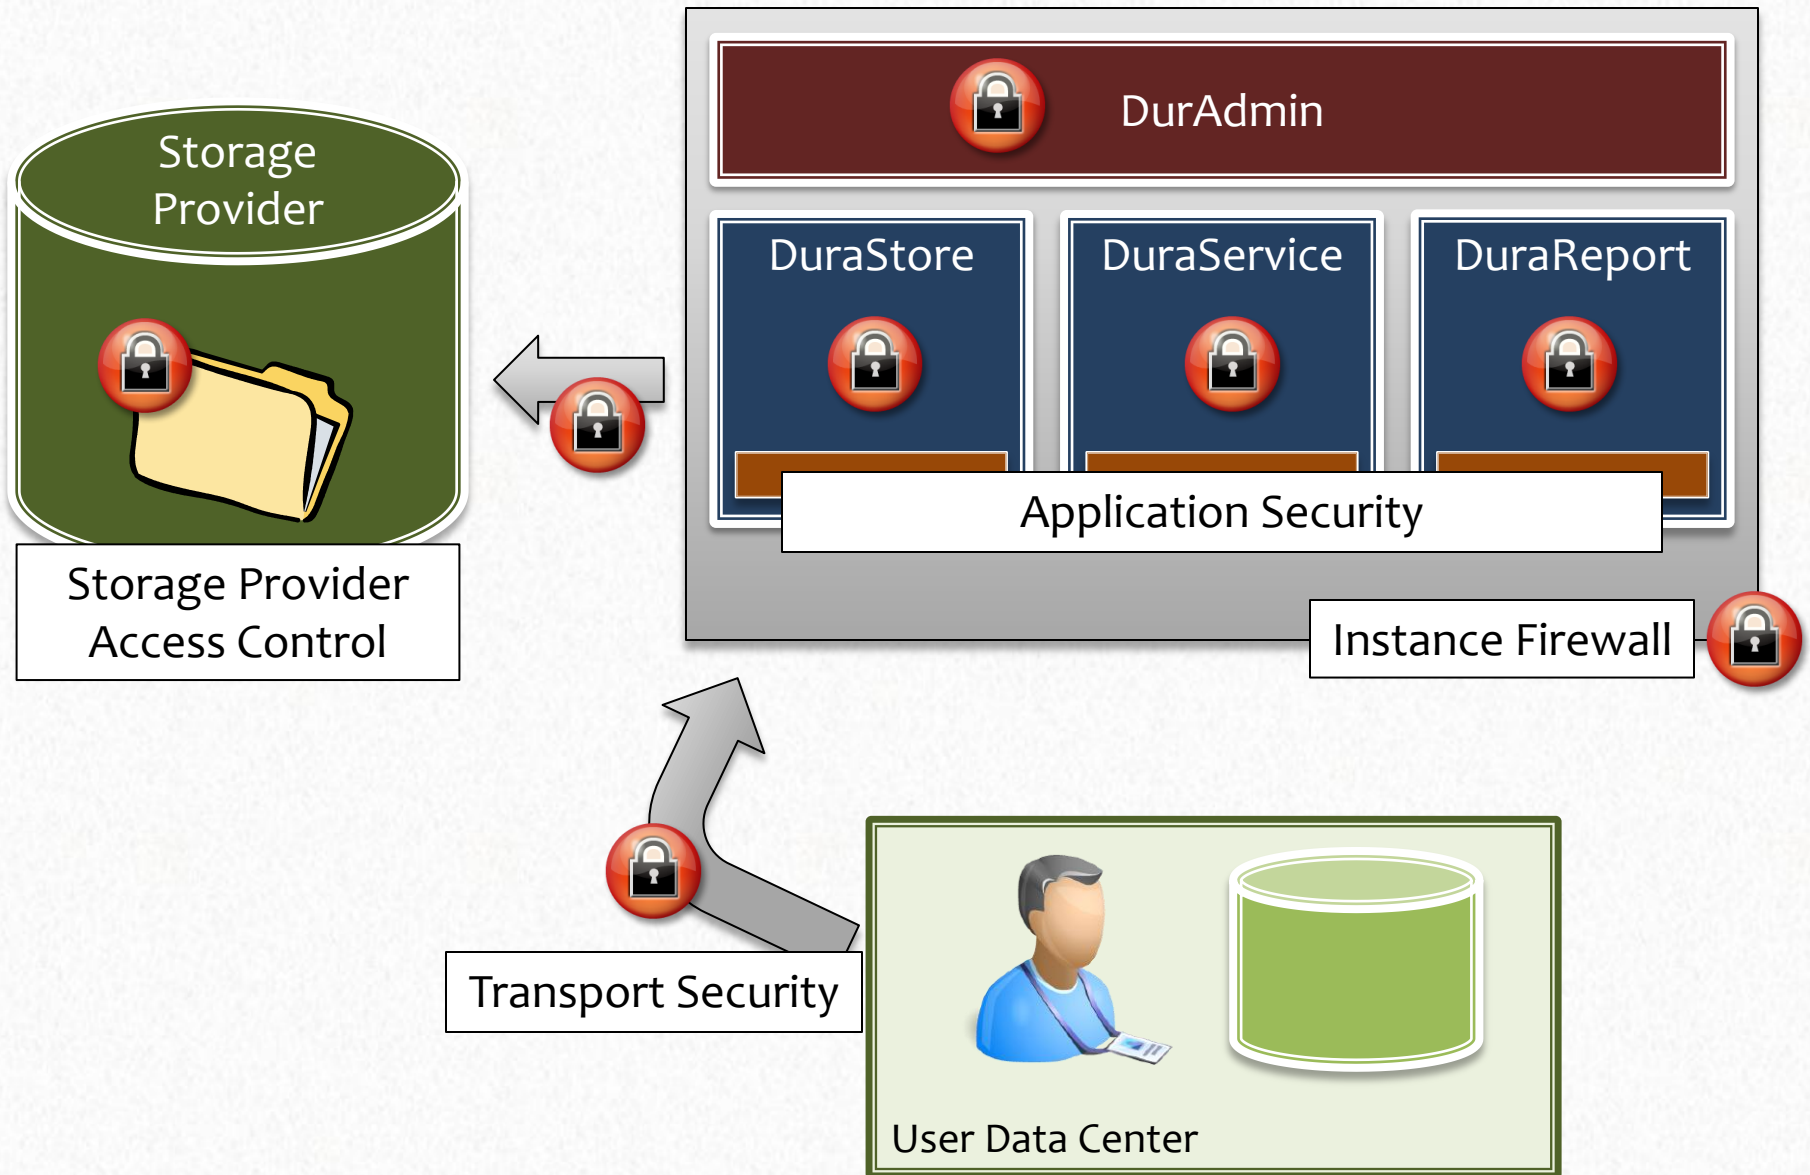 DurAdmin
Storage
Provider
DuraStore
DuraService
DuraReport
Application Security
Storage Provider
Access Control
Instance Firewall
Transport Security
User Data Center